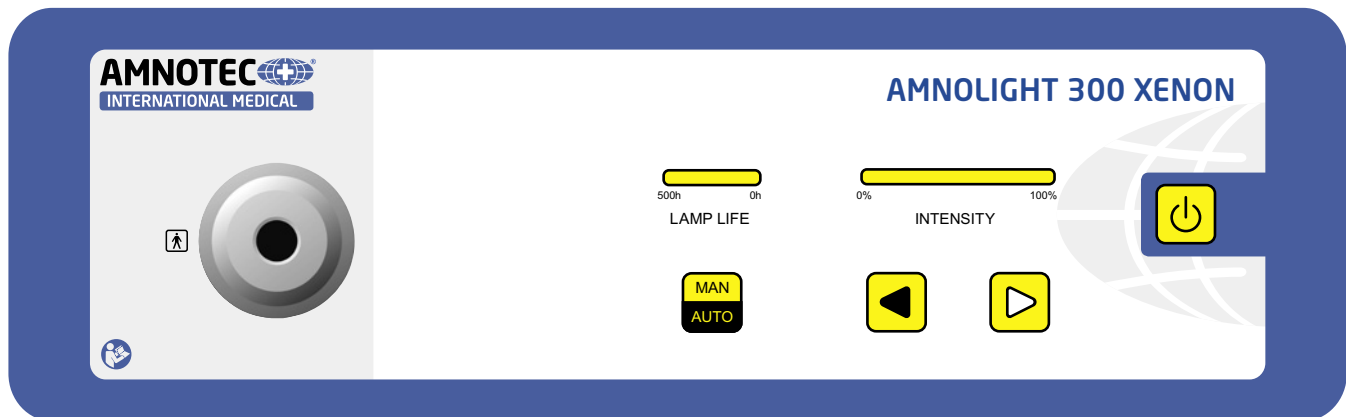 AMNOTEC®
INTERNATIONAL MEDICAL
AMNOLIGHT 300 XENON
500h 0h
LAMP LIFE
0% 100%
INTENSITY
MAN
AUTO